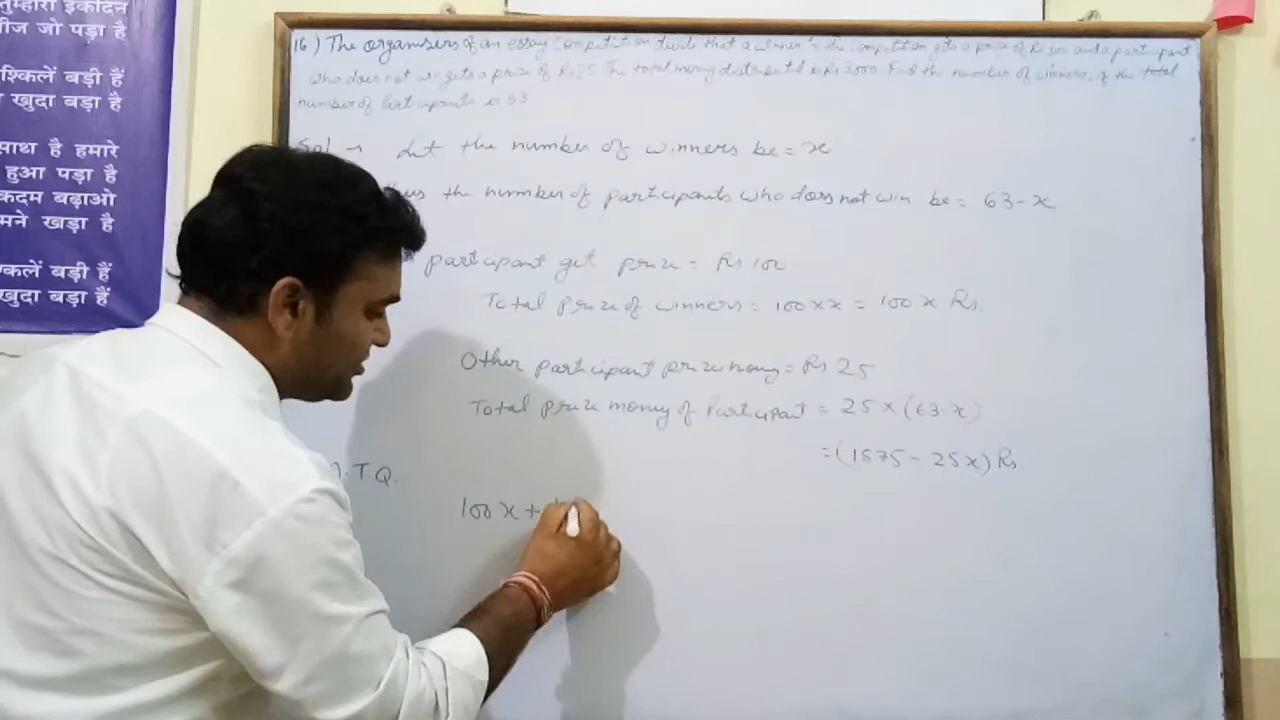 तुम्हारा इकदिन
चीज जो पड़ा है
श्किलें बड़ी हैं
खुदा बड़ा है
साथ है हमारे
हुआ पड़ा है
कदम बढ़ाओ
मने खड़ा है
कलें बड़ी हैं
खुदा बड़ा हैं
16) The organisers of an essay competition decide that a winner in the competition gets a prize of Rs 100 and a participant
who does not win gets a prize of Rs 25. The total money distributed is Rs 3000. Find the number of winners, if the total
number of participants is 63
Sol → Let the number of winners be = x
thus the number of participants who does not win be = 63-x
participant get prize = Rs 100
Total prize of winners = 100 × x = 100 x Rs.
Other participant prize money = Rs 25
Total prize money of Participant = 25×(63-x)
=(1575 - 25x) Rs
.T.Q.
100 x + 1